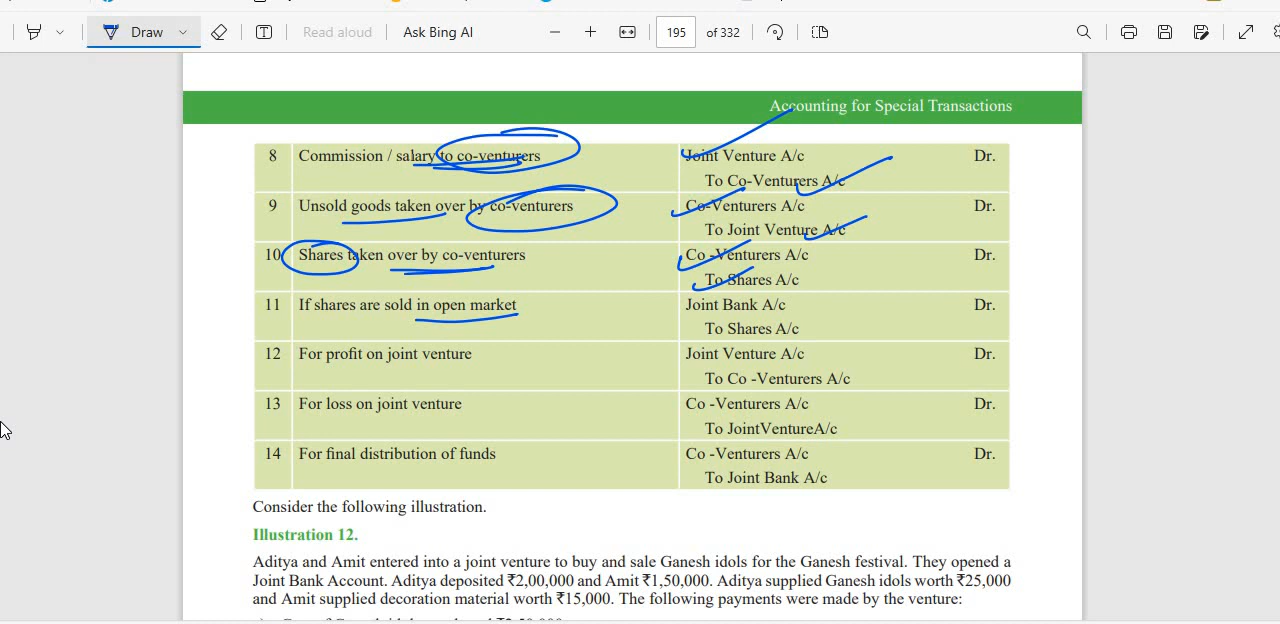 Draw Read aloud Ask Bing AI 195 of 332
Accounting for Special Transactions
8 Commission / salary to co-venturers Joint Venture A/c Dr.
To Co-Venturers A/c
9 Unsold goods taken over by co-venturers Co-Venturers A/c Dr.
To Joint Venture A/c
10 Shares taken over by co-venturers Co -Venturers A/c Dr.
To Shares A/c
11 If shares are sold in open market Joint Bank A/c Dr.
To Shares A/c
12 For profit on joint venture Joint Venture A/c Dr.
To Co -Venturers A/c
13 For loss on joint venture Co -Venturers A/c Dr.
To JointVentureA/c
14 For final distribution of funds Co -Venturers A/c Dr.
To Joint Bank A/c
Consider the following illustration.
Illustration 12.
Aditya and Amit entered into a joint venture to buy and sale Ganesh idols for the Ganesh festival. They opened a
Joint Bank Account. Aditya deposited ₹2,00,000 and Amit ₹1,50,000. Aditya supplied Ganesh idols worth ₹25,000
and Amit supplied decoration material worth ₹15,000. The following payments were made by the venture: